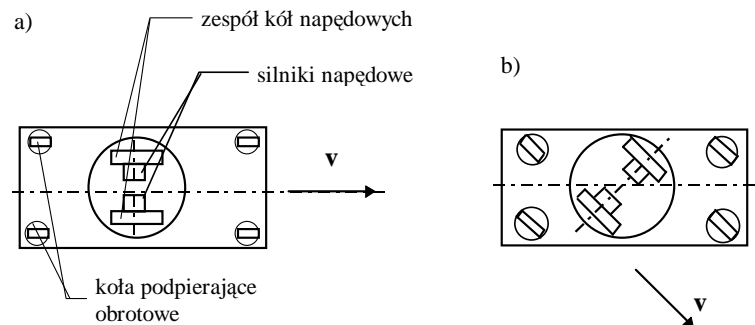 a)
zespół kół napędowych
silniki napędowe
b)
v
koła podpierające
obrotowe
v